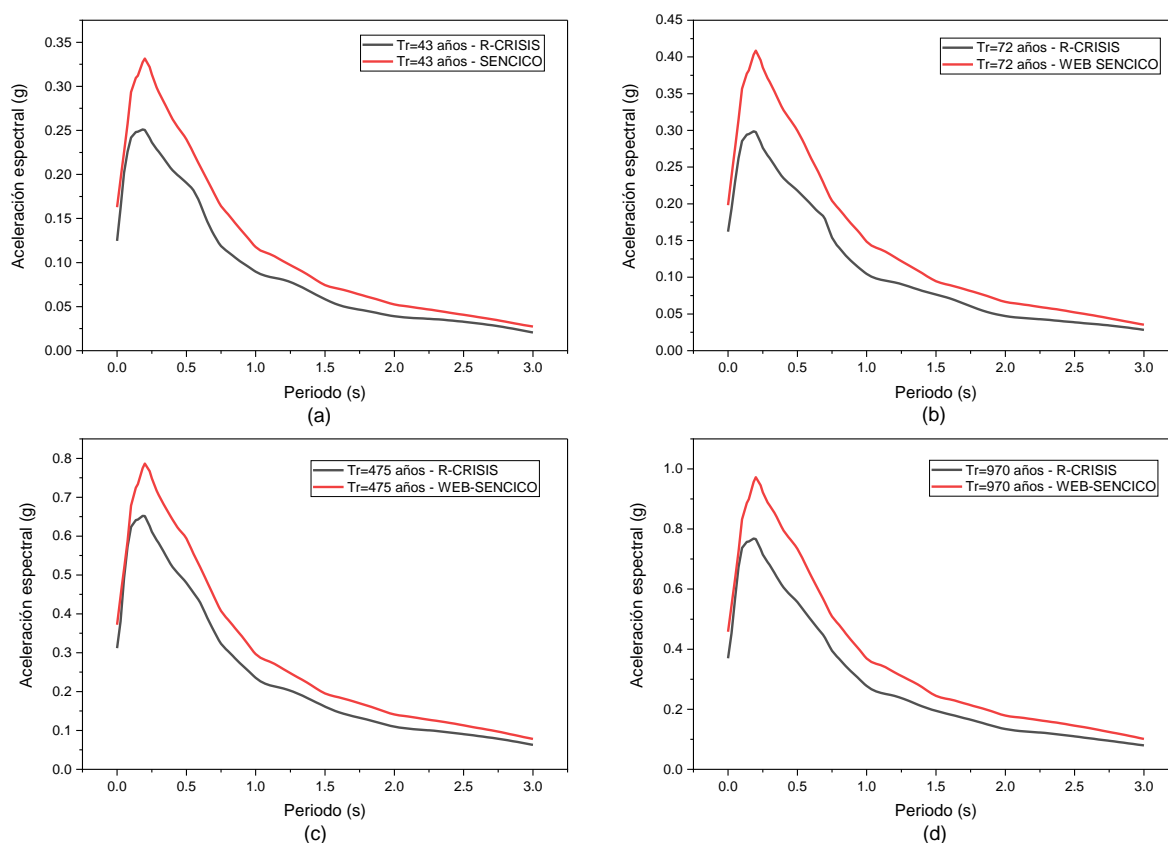 Tr=43 años - R-CRISIS
Tr=43 años - SENCICO
0.35
0.30
0.25
0.20
0.15
0.10
0.05
0.00
Aceleración espectral (g)
0.0 0.5 1.0 1.5 2.0 2.5 3.0
Periodo (s)
(a)
Tr=72 años - R-CRISIS
Tr=72 años - WEB SENCICO
0.45
0.40
0.35
0.30
0.25
0.20
0.15
0.10
0.05
0.00
Aceleración espectral (g)
0.0 0.5 1.0 1.5 2.0 2.5 3.0
Periodo (s)
(b)
Tr=475 años - R-CRISIS
Tr=475 años - WEB-SENCICO
0.8
0.7
0.6
0.5
0.4
0.3
0.2
0.1
0.0
Aceleración espectral (g)
0.0 0.5 1.0 1.5 2.0 2.5 3.0
Periodo (s)
(c)
Tr=970 años - R-CRISIS
Tr=970 años - WEB-SENCICO
1.0
0.8
0.6
0.4
0.2
0.0
Aceleración espectral (g)
0.0 0.5 1.0 1.5 2.0 2.5 3.0
Periodo (s)
(d)